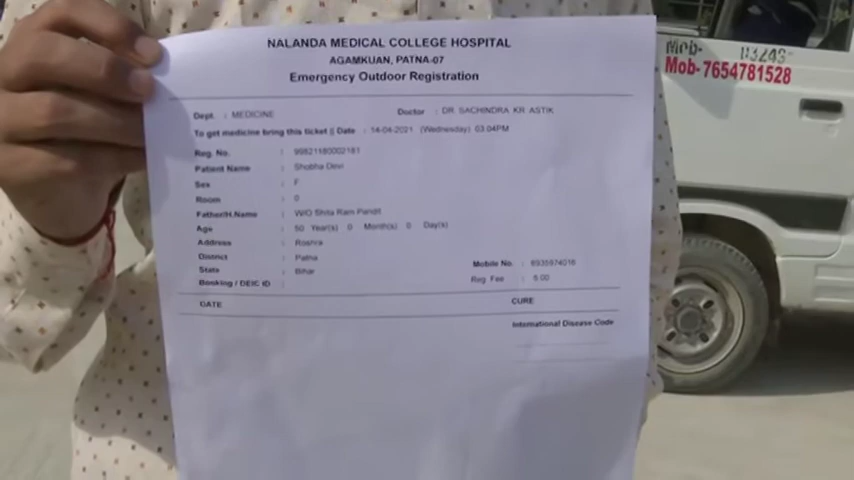 NALANDA MEDICAL COLLEGE HOSPITAL
AGAMKUAN, PATNA-07
Emergency Outdoor Registration
Dept. : MEDICINE Doctor : DR. SACHINDRA KR ASTIK
To get medicine bring this ticket || Date : 14-04-2021 (Wednesday) 03:04PM
Reg. No. : 99821180002181
Patient Name : Shobha Devi
Sex : F
Room : 0
Father/H.Name : W/O Shita Ram Pandit
Age : 50 Year(s) 0 Month(s) 0 Day(s)
Address : Roshra
District : Patna Mobile No. : 6935974016
State : Bihar Reg Fee : 5.00
Booking / DEIC ID :
DATE CURE
International Disease Code
Mob-
Mob-7654781528